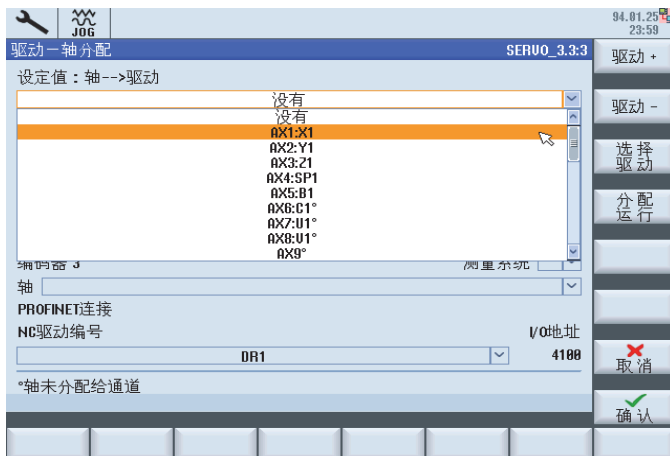 JOG
94.01.25
23:59
驱动—轴分配
SERVO_3.3:3
驱动 +
设定值：轴-->驱动
没有
驱动 -
没有
AX1:X1
AX2:Y1
AX3:Z1
AX4:SP1
AX5:B1
AX6:C1°
AX7:U1°
AX8:V1°
AX9°
选择
驱动
分配
运行
编码器 3
测量系统
轴
PROFINET连接
NC驱动编号
I/O地址
DR1
4100
取消
°轴未分配给通道
确认